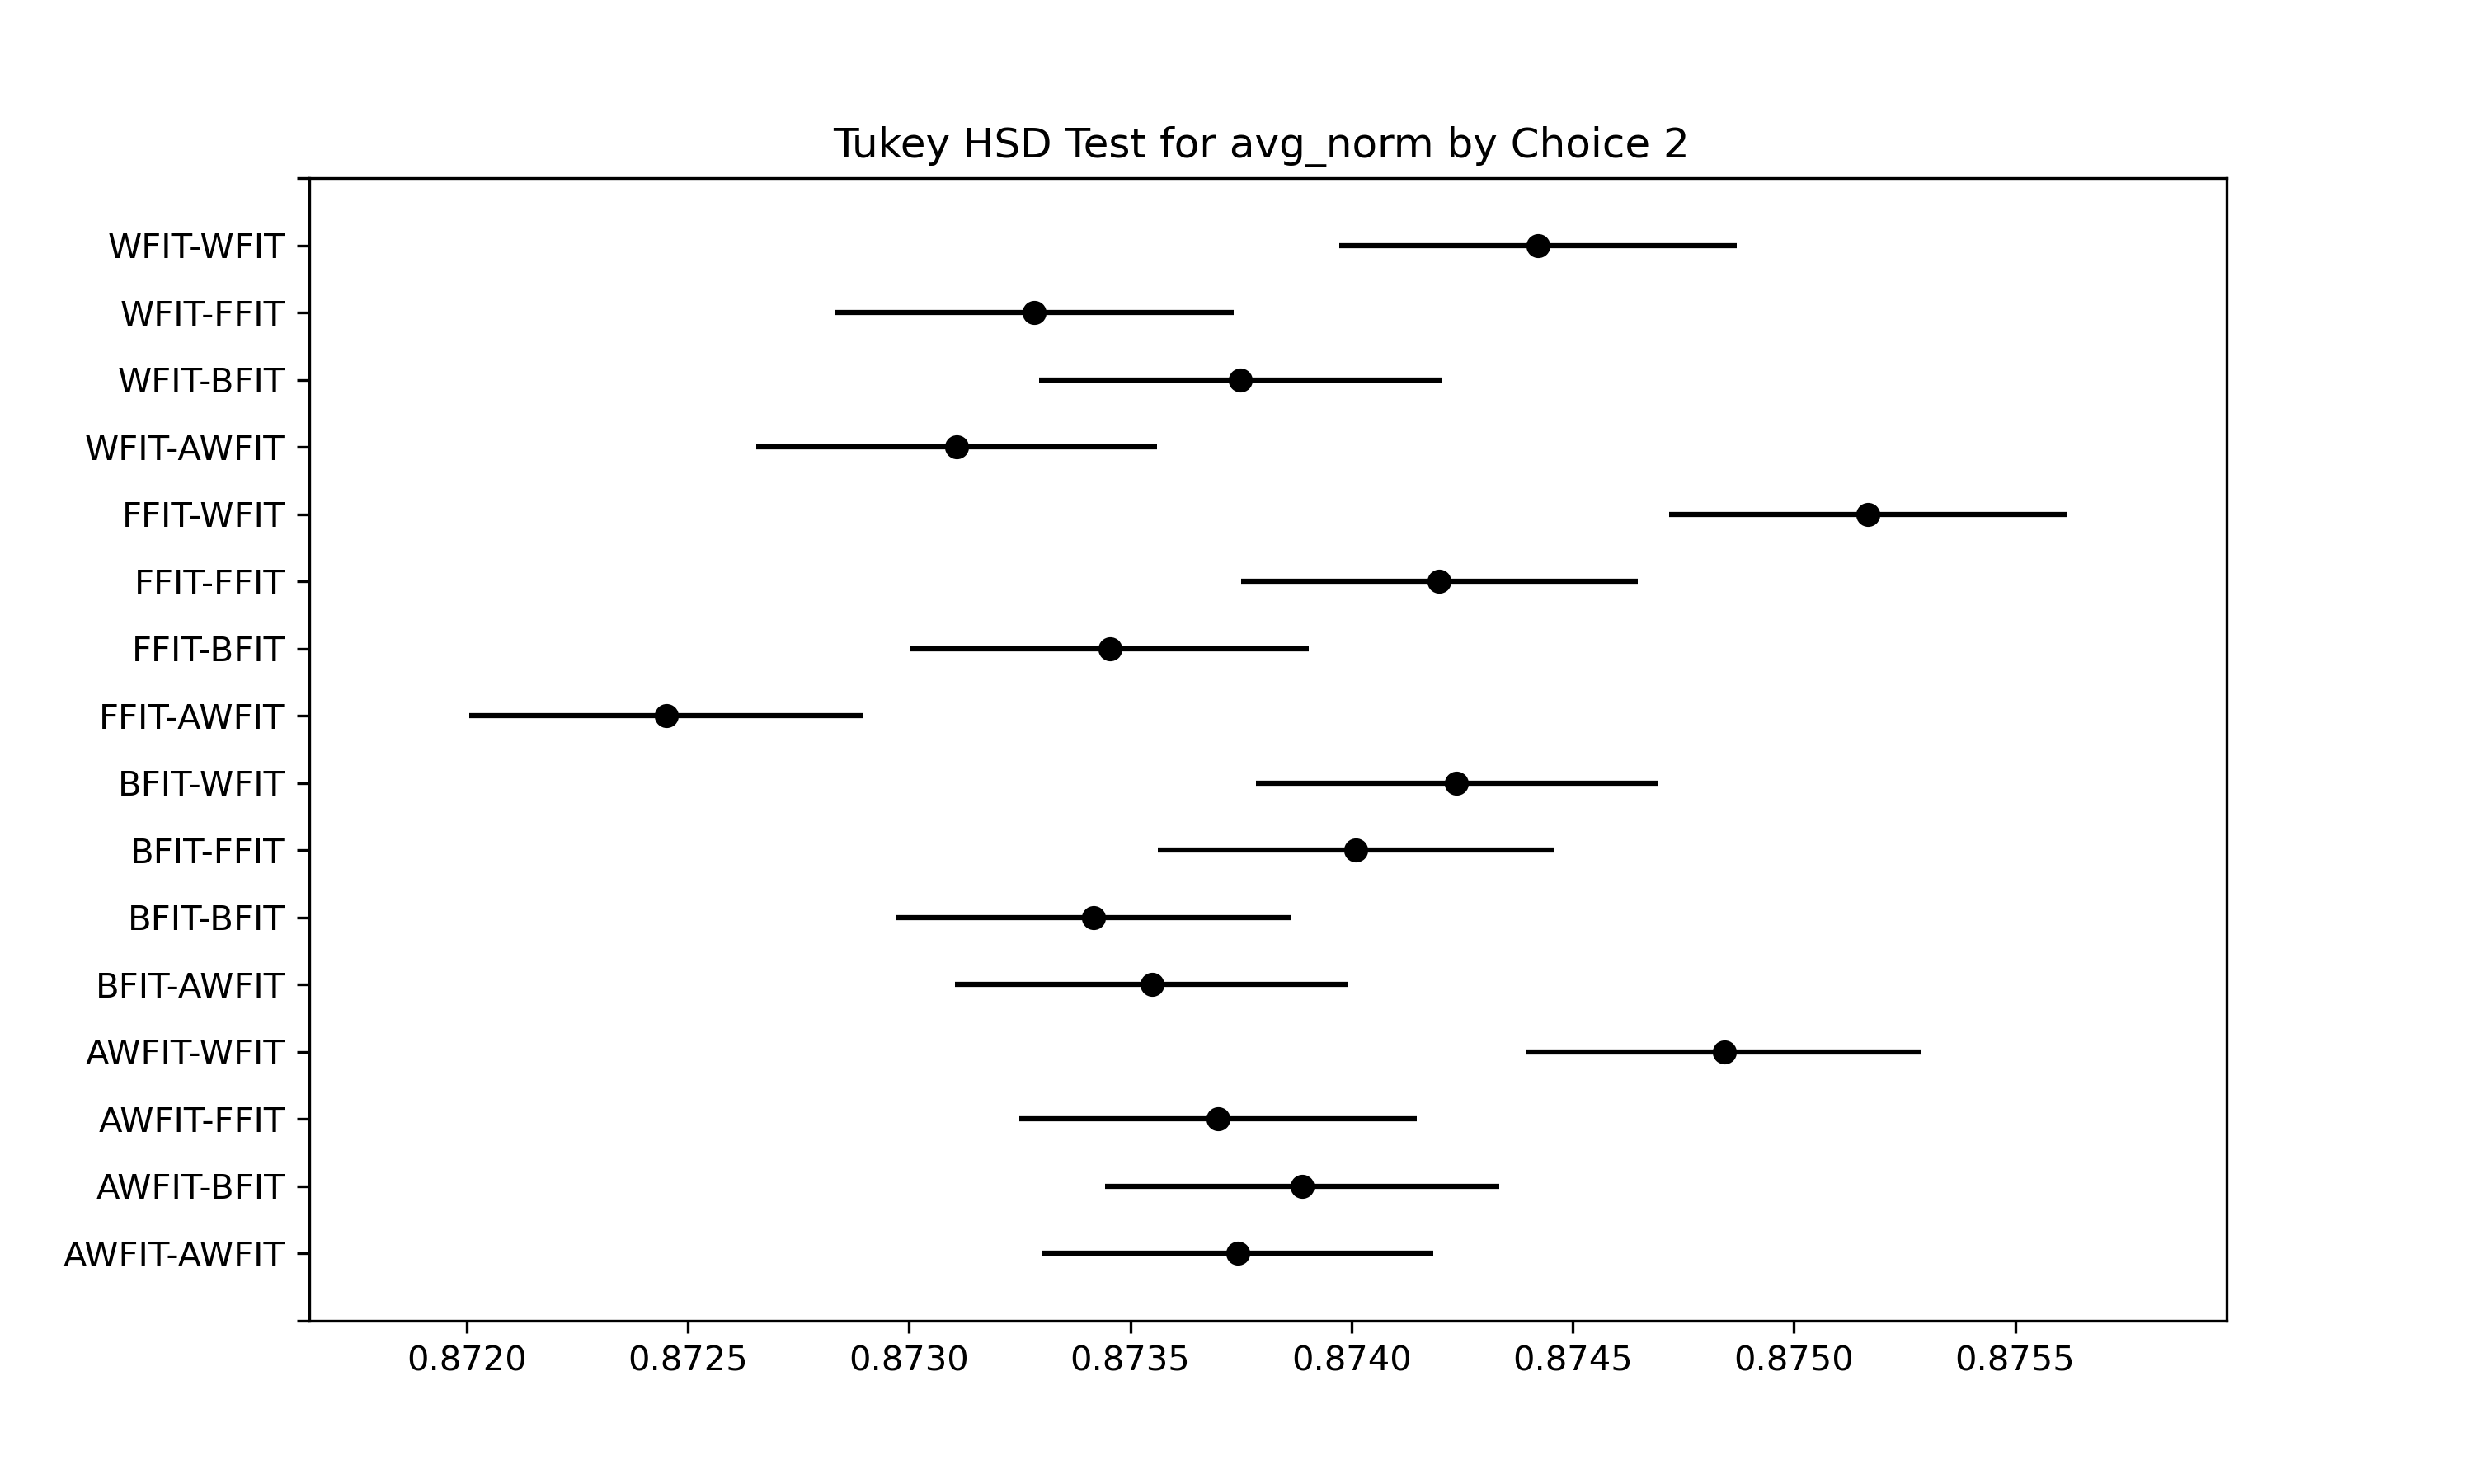 Tukey HSD Test for avg_norm by Choice 2
WFIT-WFIT
WFIT-FFIT
WFIT-BFIT
WFIT-AWFIT
FFIT-WFIT
FFIT-FFIT
FFIT-BFIT
FFIT-AWFIT
BFIT-WFIT
BFIT-FFIT
BFIT-BFIT
BFIT-AWFIT
AWFIT-WFIT
AWFIT-FFIT
AWFIT-BFIT
AWFIT-AWFIT
0.8720 0.8725 0.8730 0.8735 0.8740 0.8745 0.8750 0.8755